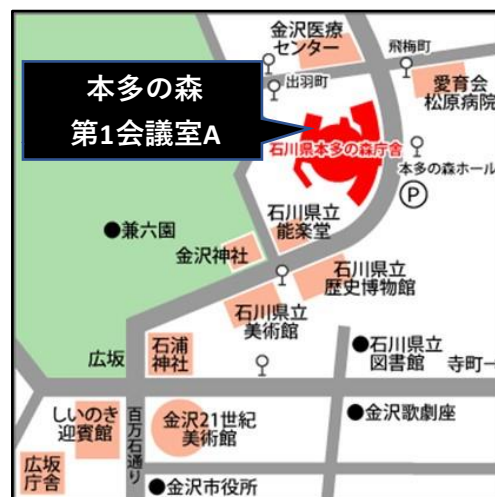 金沢医療
センター
飛梅町
出羽町
愛育会
松原病院
本多の森
第1会議室A
石川県本多の森庁舎
本多の森ホール
P
石川県立
能楽堂
兼六園
金沢神社
石川県立
歴史博物館
石川県立
美術館
石浦
神社
広坂
石川県立
図書館
寺町→
しいのき
迎賓館
百万石通り
金沢21世紀
美術館
金沢歌劇座
広坂
庁舎
金沢市役所